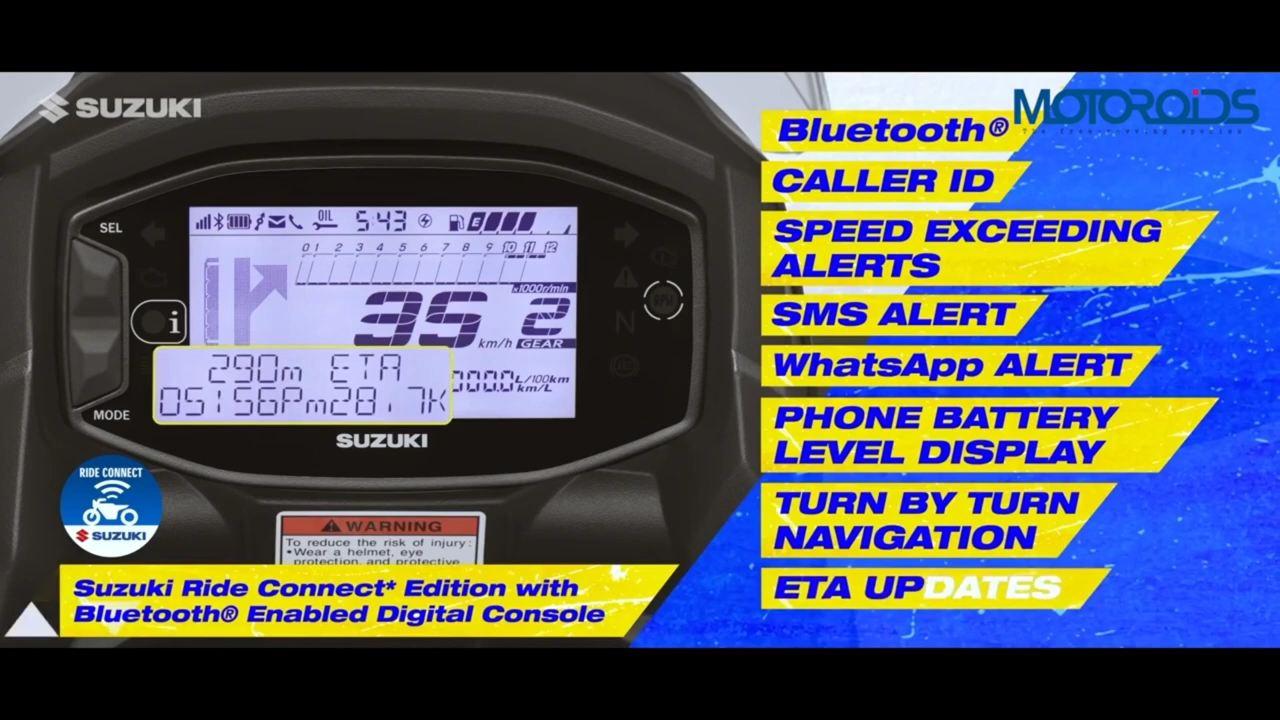 SUZUKI
MOTOROiDS
Bluetooth®
CALLER ID
SPEED EXCEEDING
ALERTS
SMS ALERT
WhatsApp ALERT
PHONE BATTERY
LEVEL DISPLAY
TURN BY TURN
NAVIGATION
ETA UPDATES
SEL
OIL
5:43
E
0 1 2 3 4 5 6 7 8 9 10 11 12
x1000r/min
35 km/h
2
GEAR
i
N
290m ETA
05:56Pm28.7K
000.0 L/100km
km/L
MODE
SUZUKI
RIDE CONNECT
SUZUKI
WARNING
To reduce the risk of injury:
•Wear a helmet, eye
protection, and protective
Suzuki Ride Connect* Edition with
Bluetooth® Enabled Digital Console